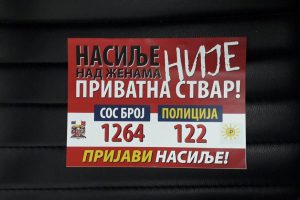 НАСИЉЕ НИЈЕ
НАД ЖЕНАМА
ПРИВАТНА СТВАР!
СОС БРОЈ ПОЛИЦИЈА
1264 122
ПРИЈАВИ НАСИЉЕ!